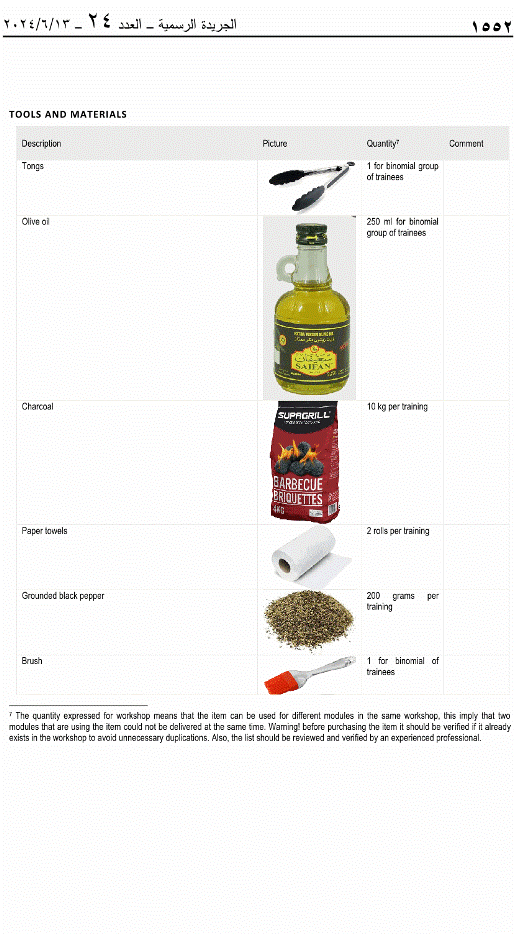 ١٥٥٢ الجريدة الرسمية – العدد ٢٤ – ٢٠٢٤/٦/١٣
TOOLS AND MATERIALS
Description Picture Quantity⁷ Comment
Tongs 1 for binomial group
of trainees
Olive oil 250 ml for binomial
group of trainees
EXTRA VIRGIN OLIVE OIL
SAIFAN
Charcoal 10 kg per training
SUPAGRILL
BARBECUE
BRIQUETTES
4KG
Paper towels 2 rolls per training
Grounded black pepper 200 grams per
training
Brush 1 for binomial of
trainees
⁷ The quantity expressed for workshop means that the item can be used for different modules in the same workshop, this imply that two
modules that are using the item could not be delivered at the same time. Warning! before purchasing the item it should be verified if it already
exists in the workshop to avoid unnecessary duplications. Also, the list should be reviewed and verified by an experienced professional.